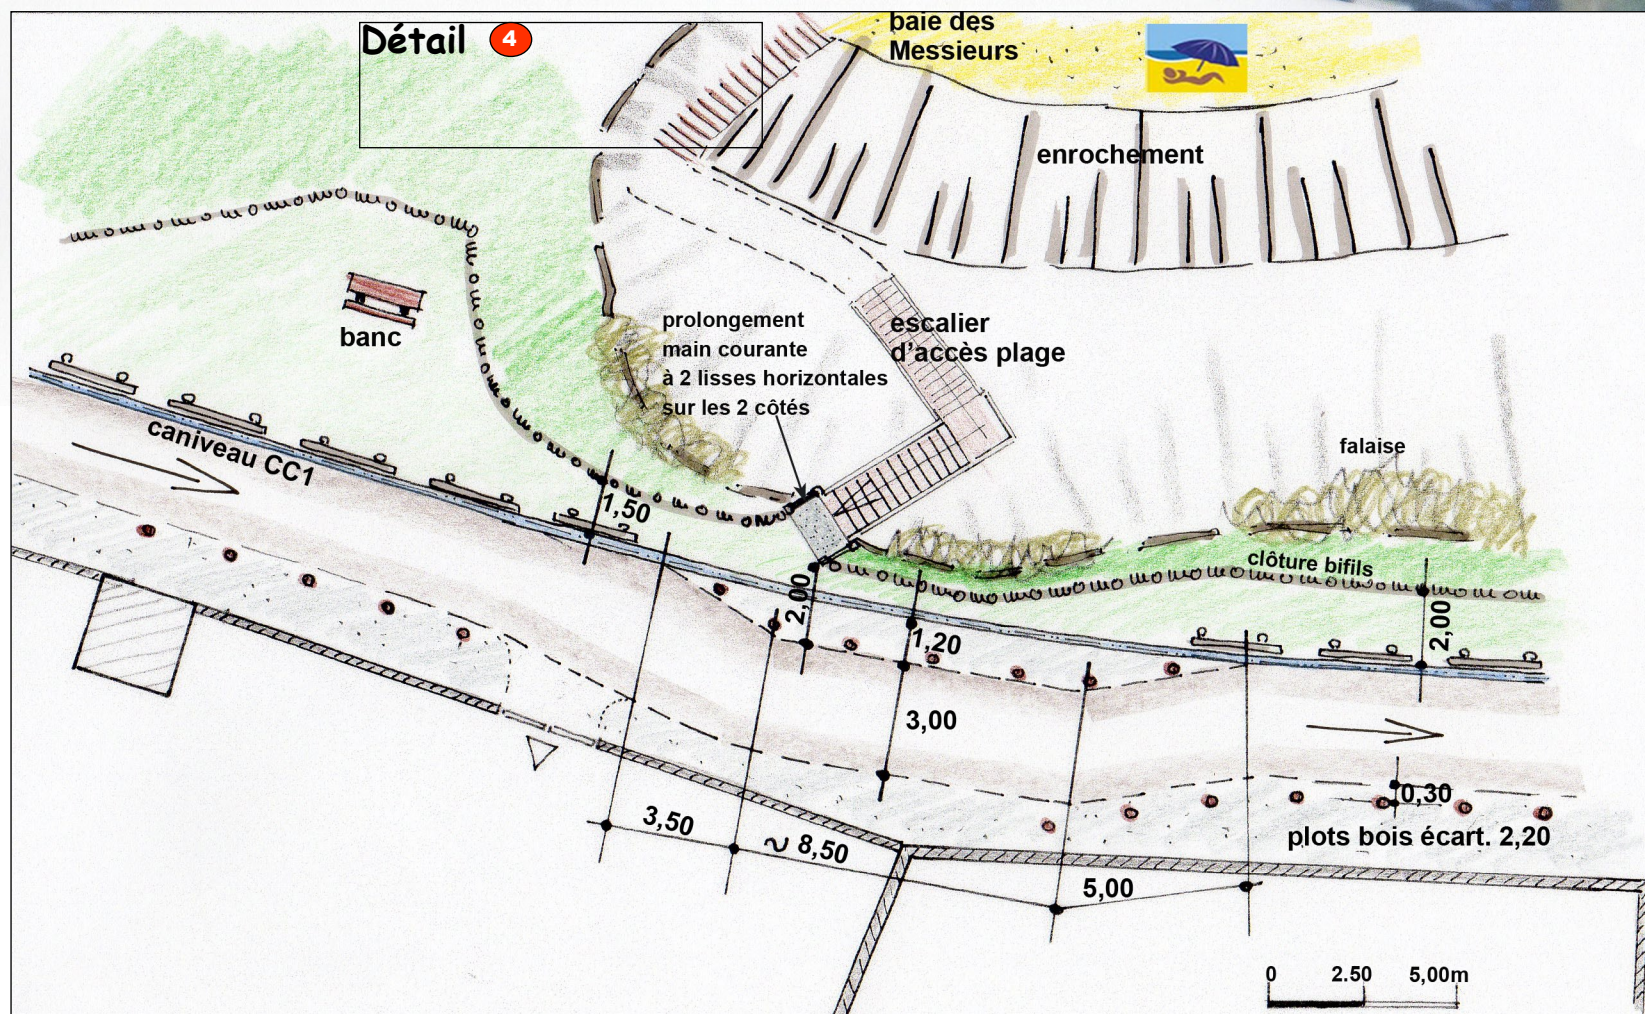 Détail 4
baie des
Messieurs
enrochement
banc
prolongement
main courante
à 2 lisses horizontales
sur les 2 côtés
escalier
d'accès plage
falaise
caniveau CC1
1,50
clôture bifils
2,00
1,20
2,00
3,00
0,30
plots bois écart. 2,20
3,50
~ 8,50
5,00
0 2.50 5,00m